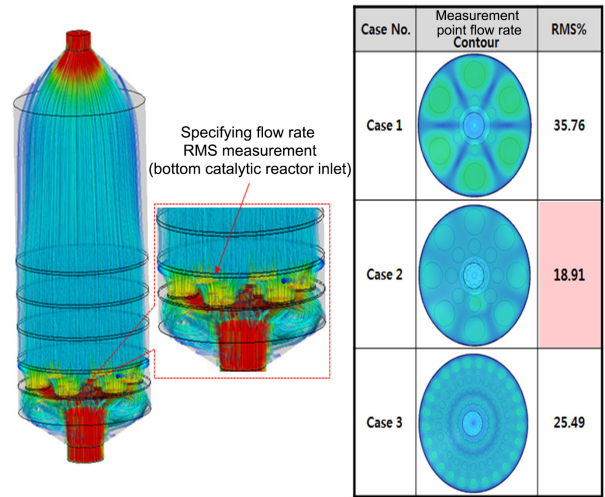 Specifying flow rate
RMS measurement
(bottom catalytic reactor inlet)
Case No.
Measurement
point flow rate
Contour
RMS%
Case 1
35.76
Case 2
18.91
Case 3
25.49